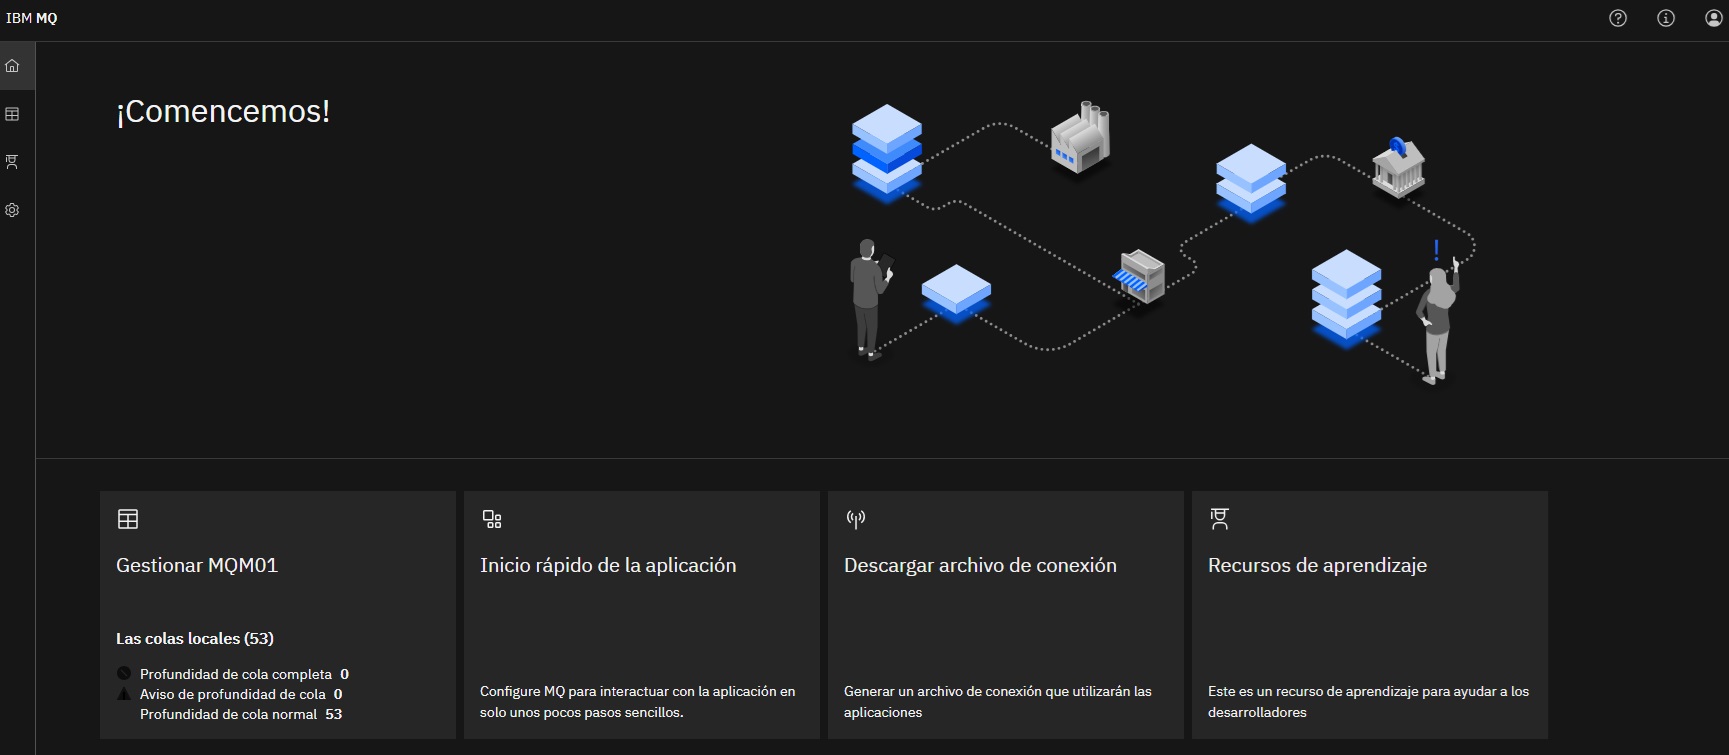 IBM MQ
¡Comencemos!
Gestionar MQM01
Las colas locales (53)
Profundidad de cola completa 0
Aviso de profundidad de cola 0
Profundidad de cola normal 53
Inicio rápido de la aplicación
Configure MQ para interactuar con la aplicación en
solo unos pocos pasos sencillos.
Descargar archivo de conexión
Generar un archivo de conexión que utilizarán las
aplicaciones
Recursos de aprendizaje
Este es un recurso de aprendizaje para ayudar a los
desarrolladores